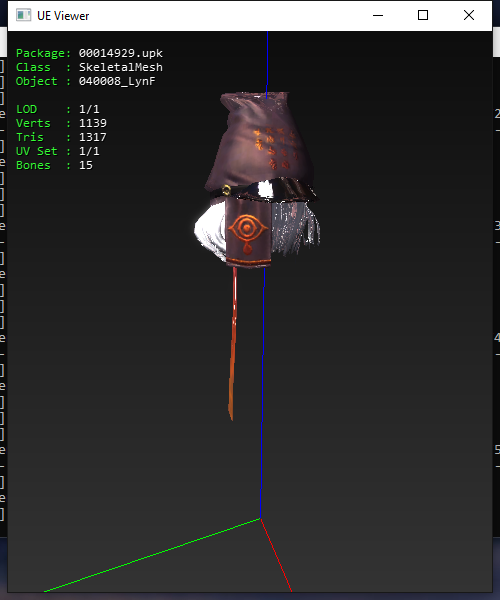 UE Viewer
Package: 00014929.upk
Class  : SkeletalMesh
Object : 040008_LynF
LOD    : 1/1
Verts  : 1139
Tris   : 1317
UV Set : 1/1
Bones  : 15